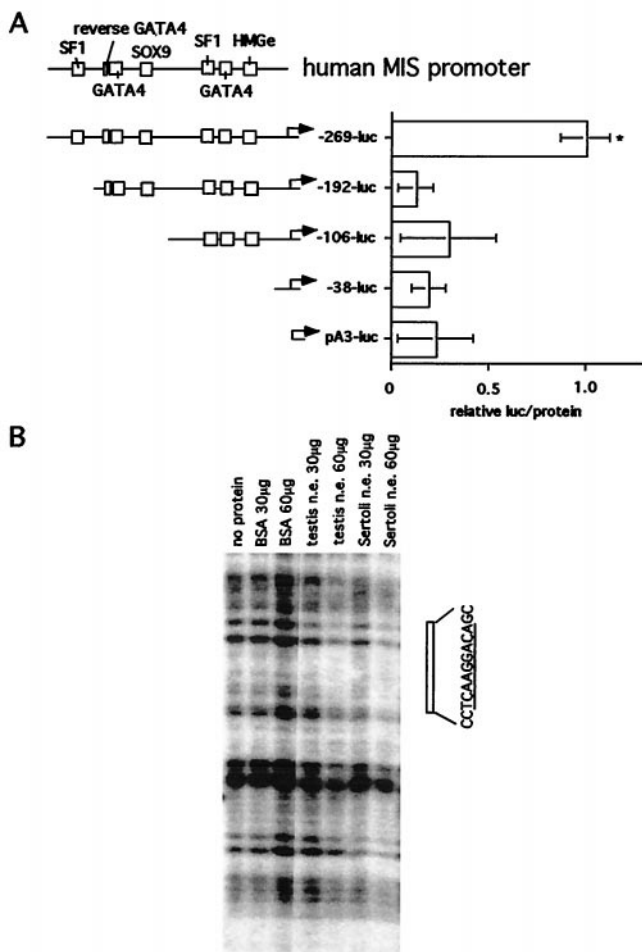 A
reverse GATA4
SF1
SOX9
SF1
HMGe
GATA4
GATA4
human MIS promoter
-269-luc
*
-192-luc
-106-luc
-38-luc
pA3-luc
0
0.5
1.0
relative luc/protein
B
no protein
BSA 30µg
BSA 60µg
testis n.e. 30µg
testis n.e. 60µg
Sertoli n.e. 30µg
Sertoli n.e. 60µg
CCTCAAGGACAGC